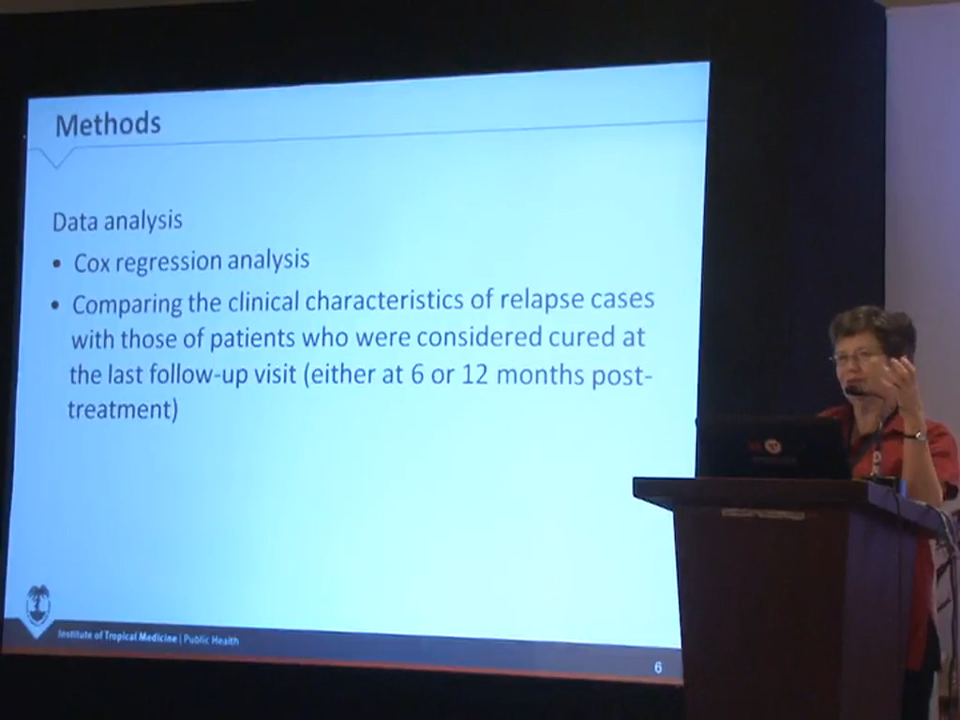 Methods
Data analysis
• Cox regression analysis
• Comparing the clinical characteristics of relapse cases
with those of patients who were considered cured at
the last follow-up visit (either at 6 or 12 months post-
treatment)
Institute of Tropical Medicine | Public Health
6